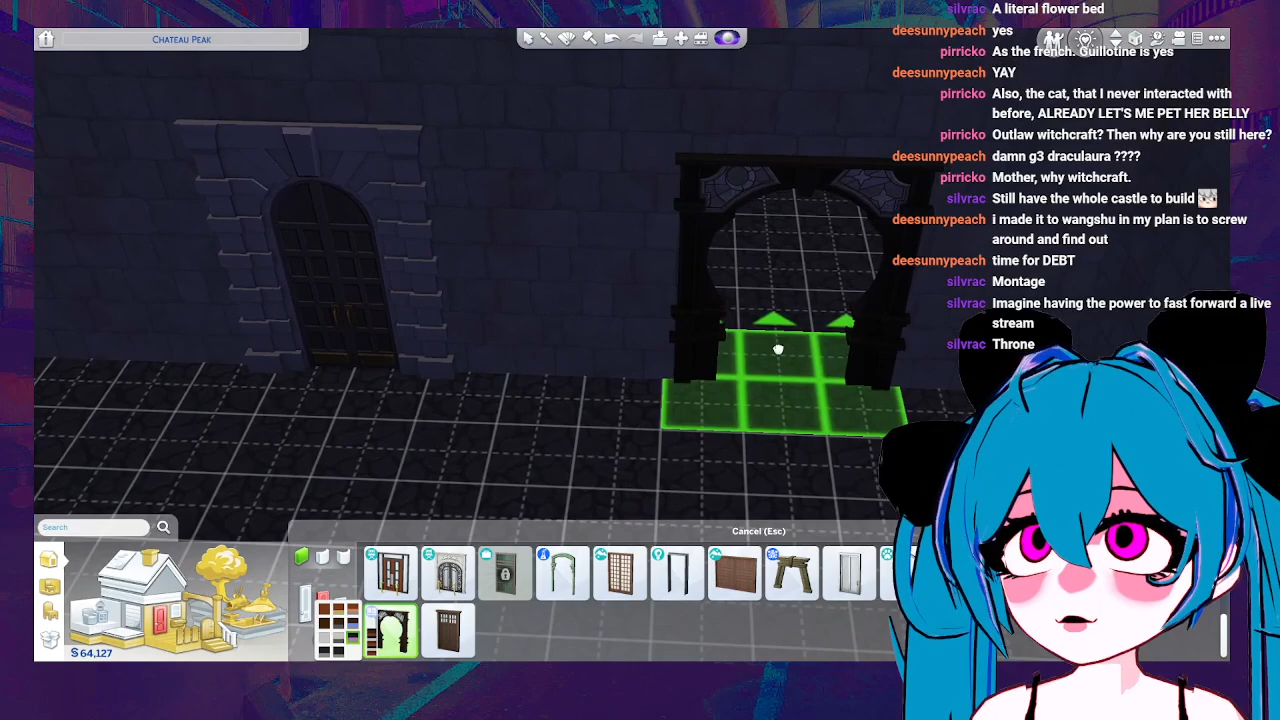 silvrac A literal flower bed
CHATEAU PEAK
deesunnypeach yes
pirricko As the french. Guillotine is yes
deesunnypeach YAY
pirricko Also, the cat, that I never interacted with
before, ALREADY LET'S ME PET HER BELLY
pirricko Outlaw witchcraft? Then why are you still here?
deesunnypeach damn g3 draculaura ????
pirricko Mother, why witchcraft.
silvrac Still have the whole castle to build
deesunnypeach i made it to wangshu in my plan is to screw
around and find out
deesunnypeach time for DEBT
silvrac Montage
silvrac Imagine having the power to fast forward a live
stream
silvrac Throne
Search
Cancel (Esc)
S 64,127